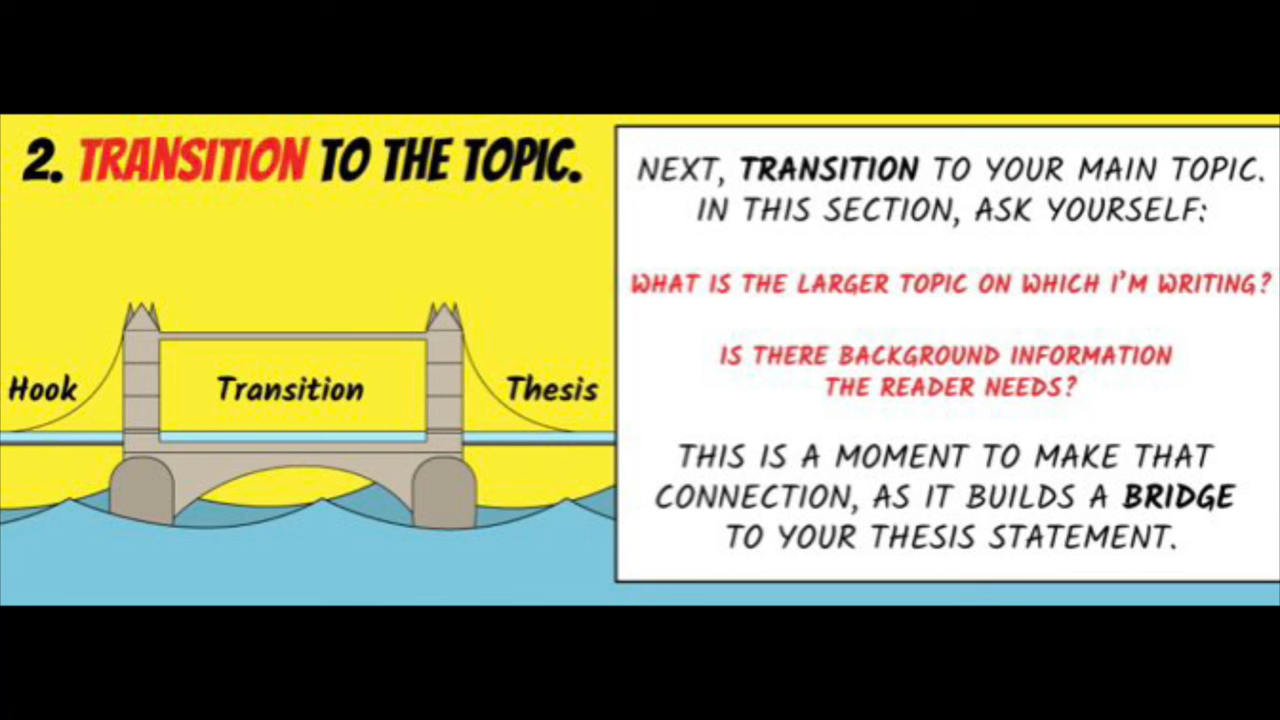 2. TRANSITION TO THE TOPIC.
Hook
Transition
Thesis
NEXT, TRANSITION TO YOUR MAIN TOPIC.
IN THIS SECTION, ASK YOURSELF:
WHAT IS THE LARGER TOPIC ON WHICH I'M WRITING?
IS THERE BACKGROUND INFORMATION
THE READER NEEDS?
THIS IS A MOMENT TO MAKE THAT
CONNECTION, AS IT BUILDS A BRIDGE
TO YOUR THESIS STATEMENT.